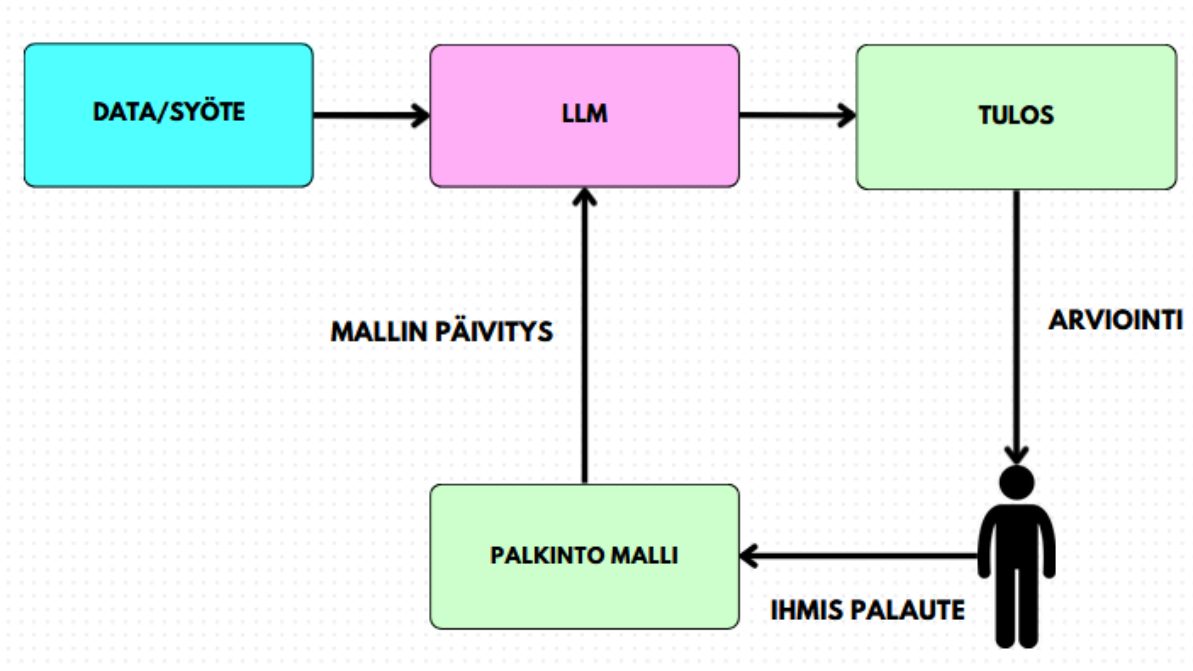 DATA/SYÖTE
LLM
TULOS
MALLIN PÄIVITYS
ARVIOINTI
PALKINTO MALLI
IHMIS PALAUTE